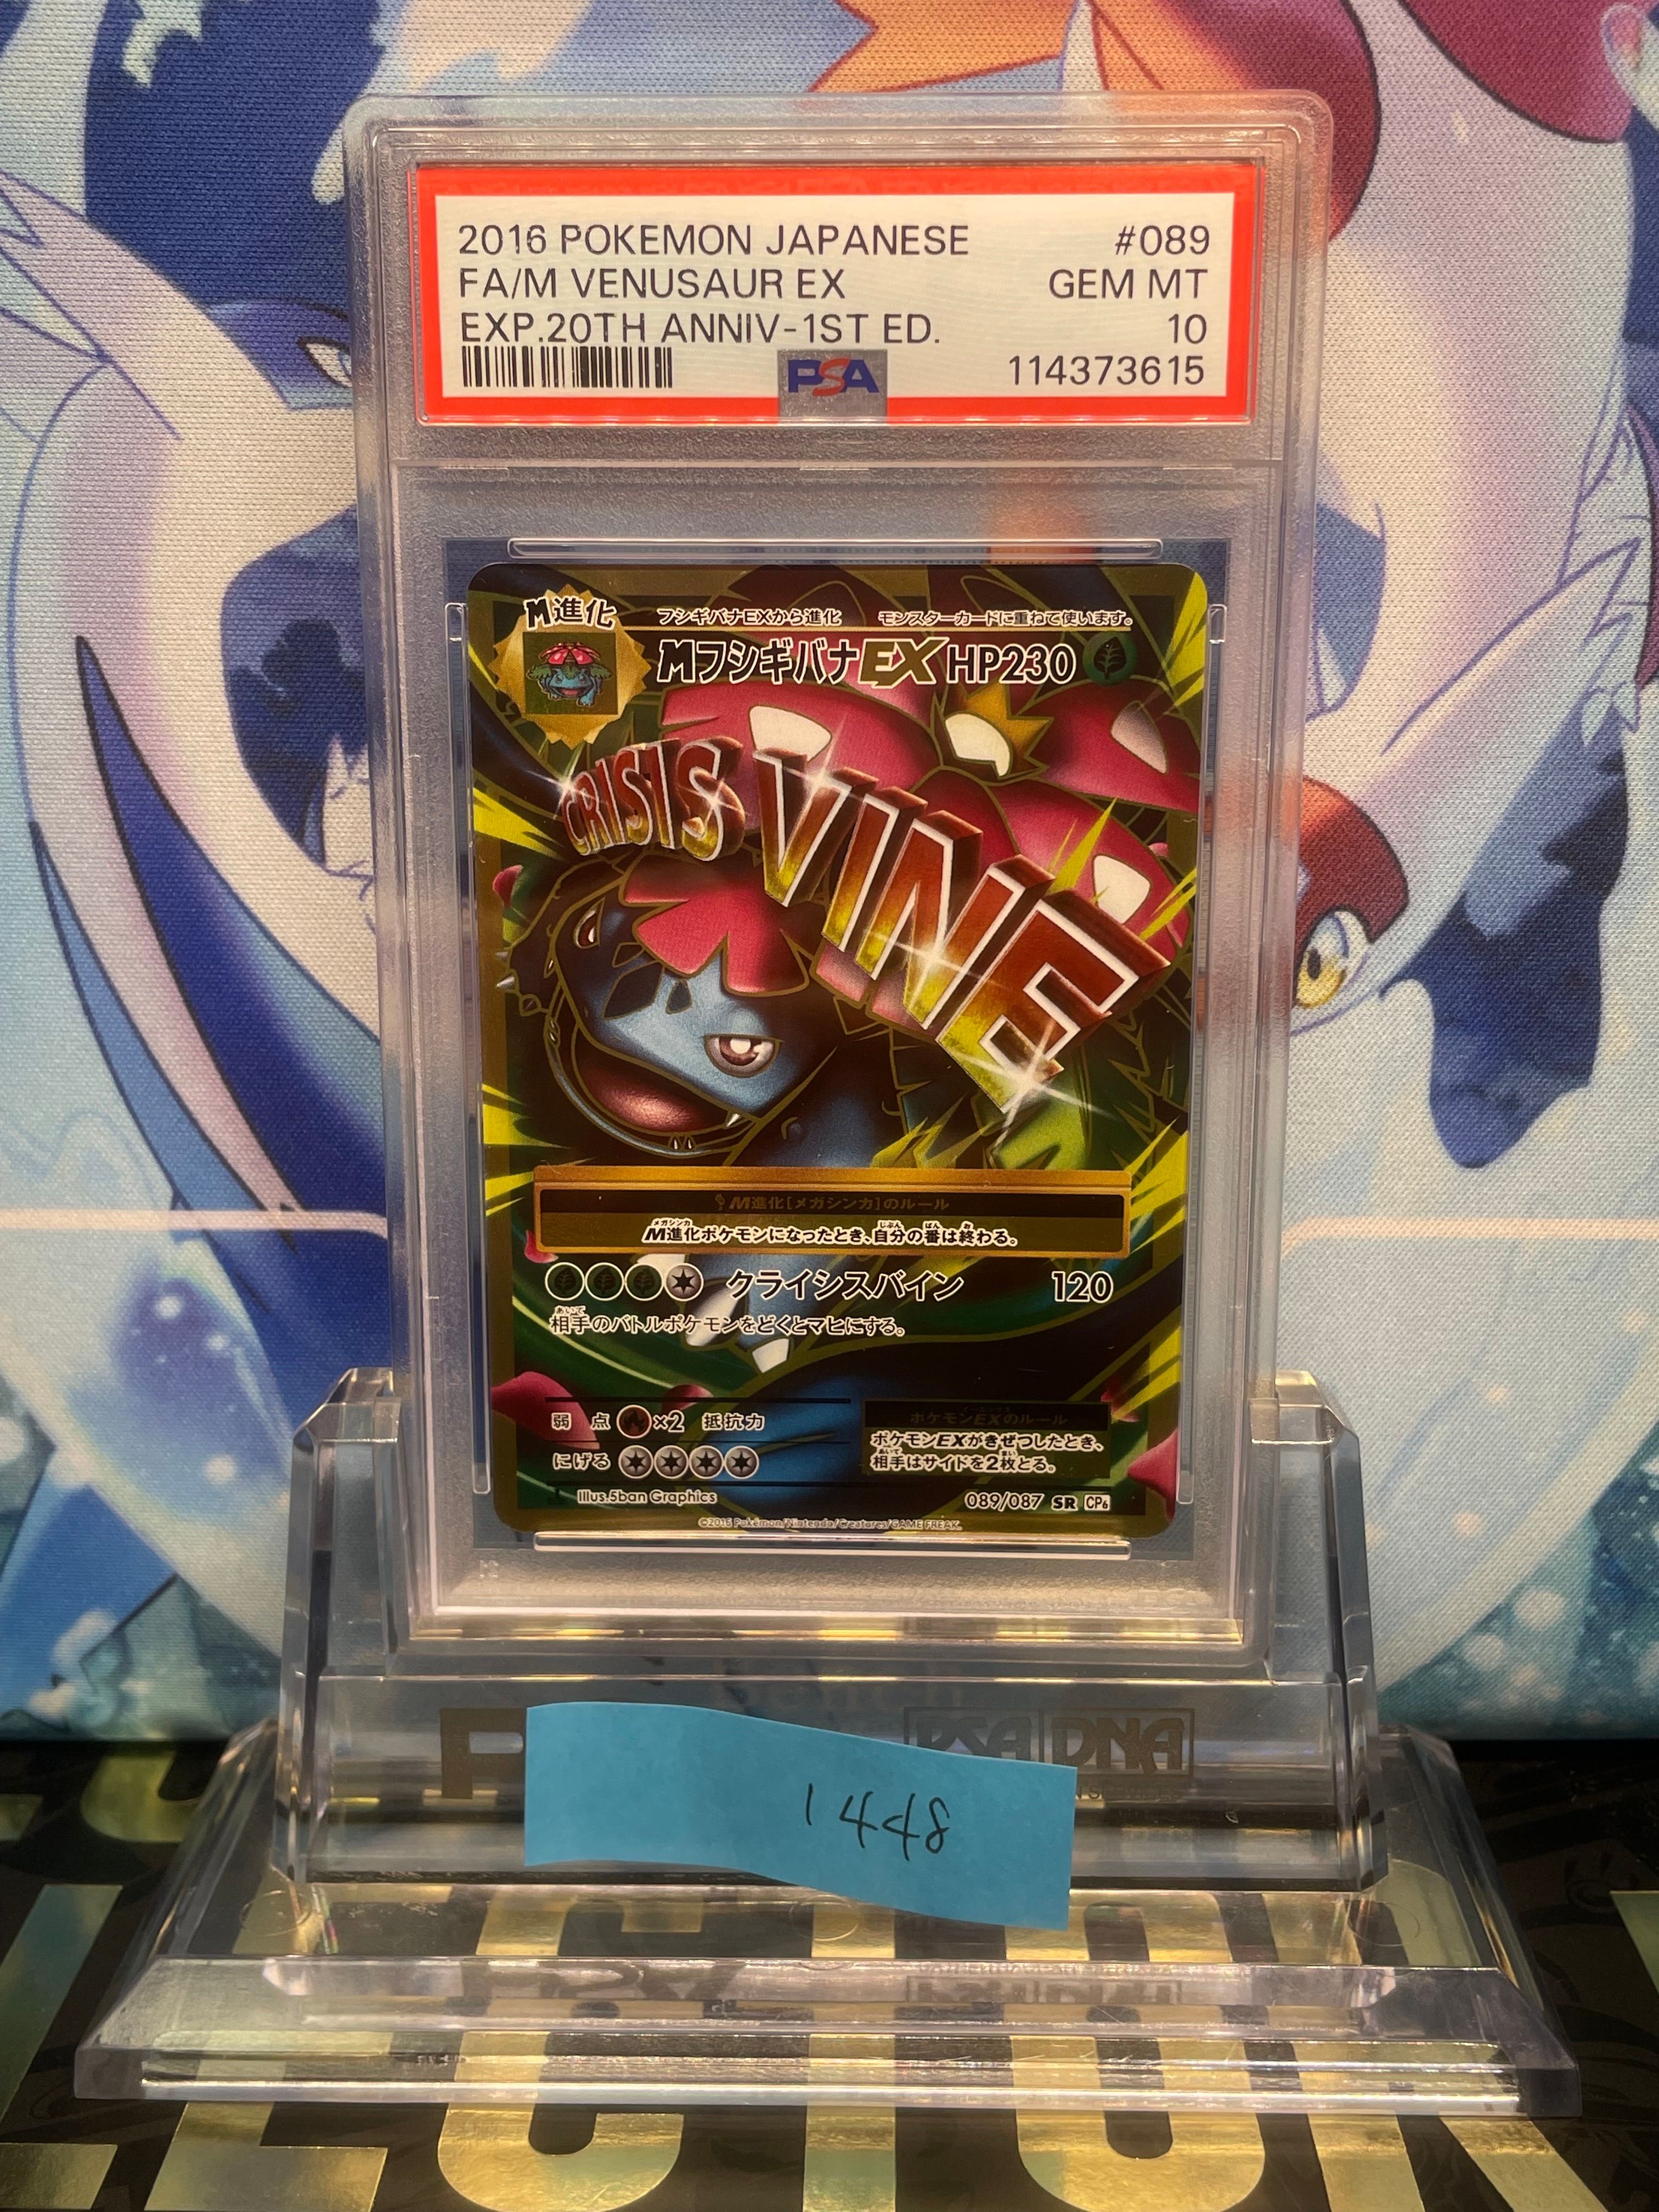 2016 POKEMON JAPANESE #089
FA/M VENUSAUR EX GEM MT
EXP.20TH ANNIV-1ST ED. 10
PSA 114373615
M進化 フシギバナEXから進化 モンスターカードに重ねて使います。
MフシギバナEX HP230
CRISIS VINE
M進化[メガシンカ]のルール
M進化ポケモンになったとき、自分の番は終わる。
クライシスバイン 120
相手のバトルポケモンをどくとマヒにする。
弱点 ×2 抵抗力
にげる
ポケモンEXのルール
ポケモンEXがきぜつしたとき、
相手はサイドを2枚とる。
Illus.5ban Graphics 089/087 SR CP6
©2016 Pokémon/Nintendo/Creatures/GAME FREAK.
PSA DNA
1448